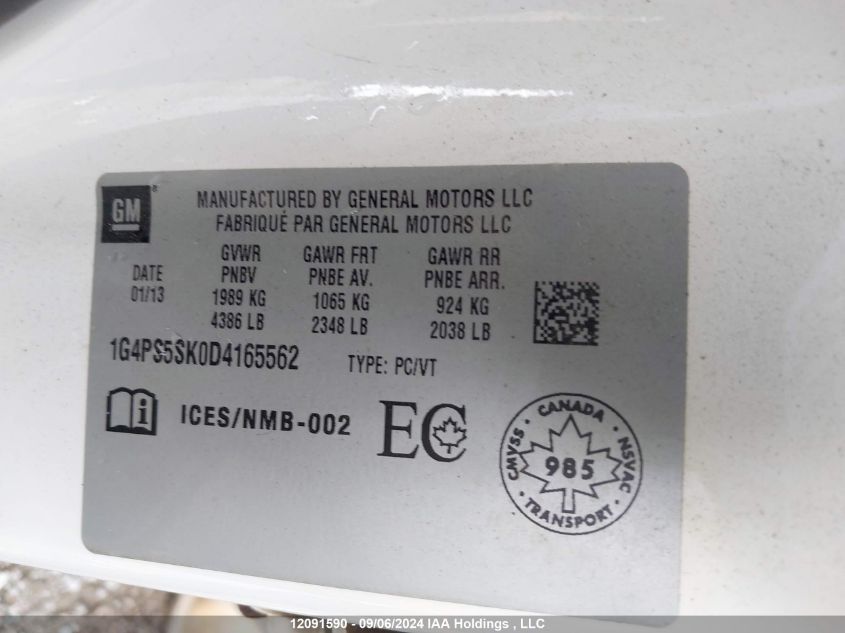 GM
MANUFACTURED BY GENERAL MOTORS LLC
FABRIQUÉ PAR GENERAL MOTORS LLC
DATE
01/13
GVWR
PNBV
1989 KG
4386 LB
GAWR FRT
PNBE AV.
1065 KG
2348 LB
GAWR RR
PNBE ARR.
924 KG
2038 LB
1G4PS5SK0D4165562 TYPE: PC/VT
i ICES/NMB-002 EC
CANADA
CMVSS 985 NSVAC
TRANSPORT
12091590 - 09/06/2024 IAA Holdings , LLC